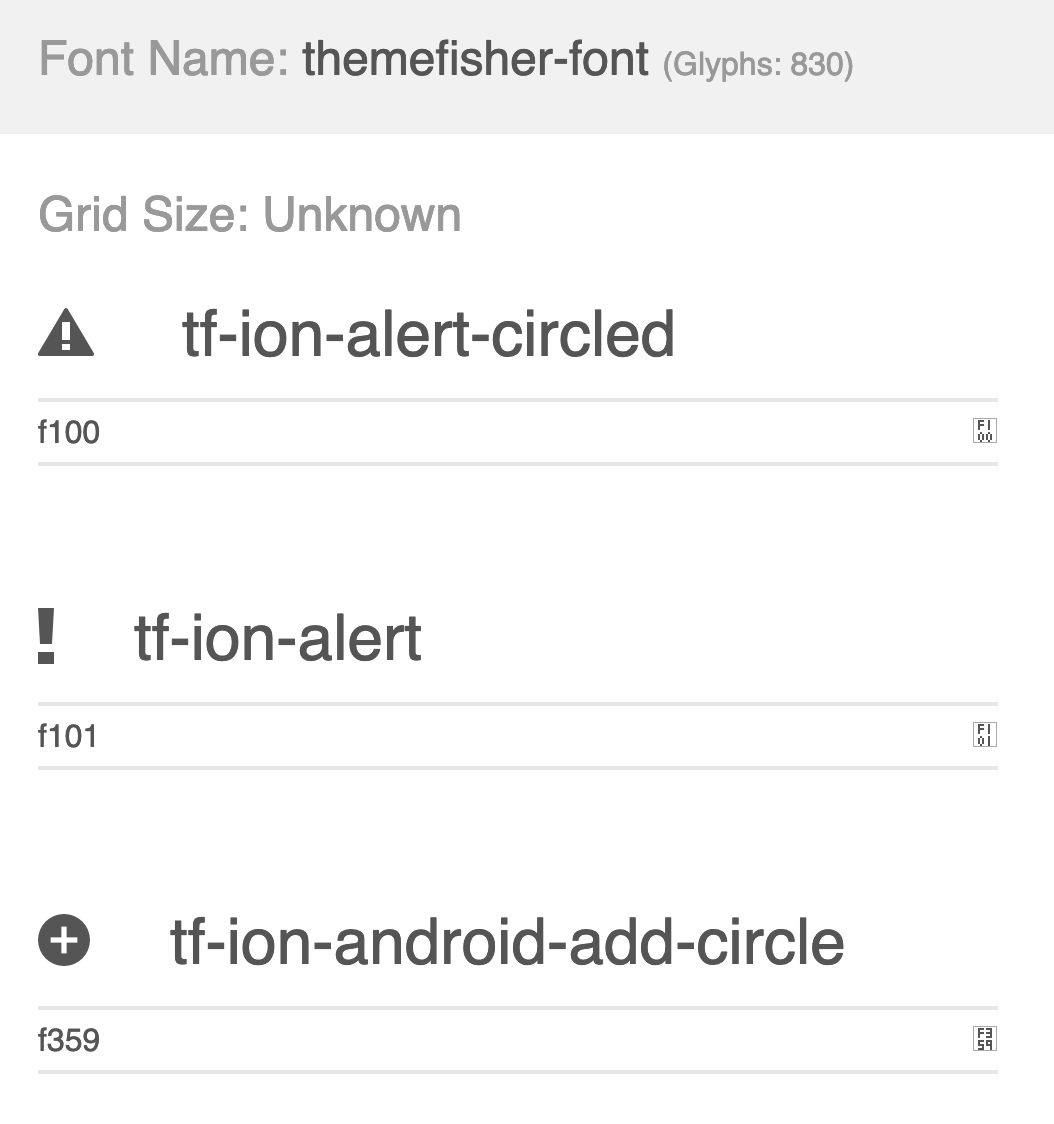 Font Name: themefisher-font (Glyphs: 830)
Grid Size: Unknown
tf-ion-alert-circled
f100 F100
tf-ion-alert
f101 F101
tf-ion-android-add-circle
f359 F359